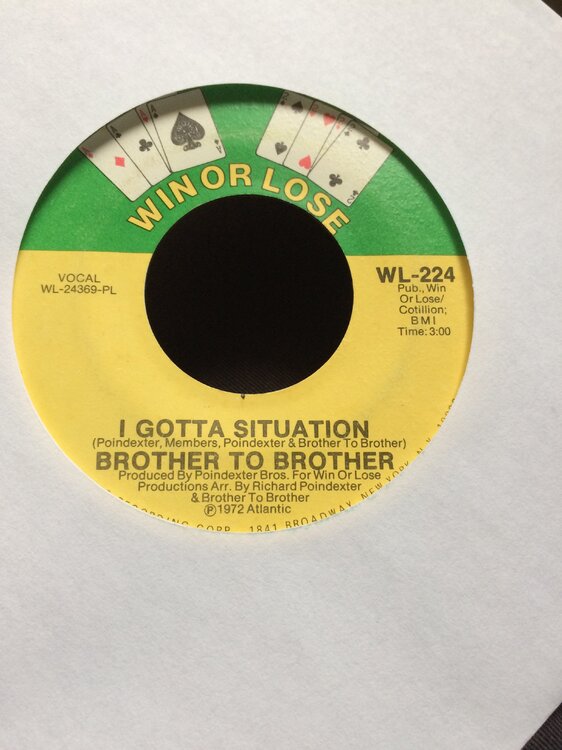 WIN OR LOSE
VOCAL
WL-24369-PL
WL-224
Pub., Win
Or Lose/
Cotillion;
BMI
Time: 3:00
I GOTTA SITUATION
(Poindexter, Members, Poindexter & Brother To Brother)
BROTHER TO BROTHER
Produced By Poindexter Bros. For Win Or Lose
Productions Arr. By Richard Poindexter
& Brother To Brother
Ⓟ1972 Atlantic
CORP. 1841 BROADWAY, NEW YORK, N.Y.